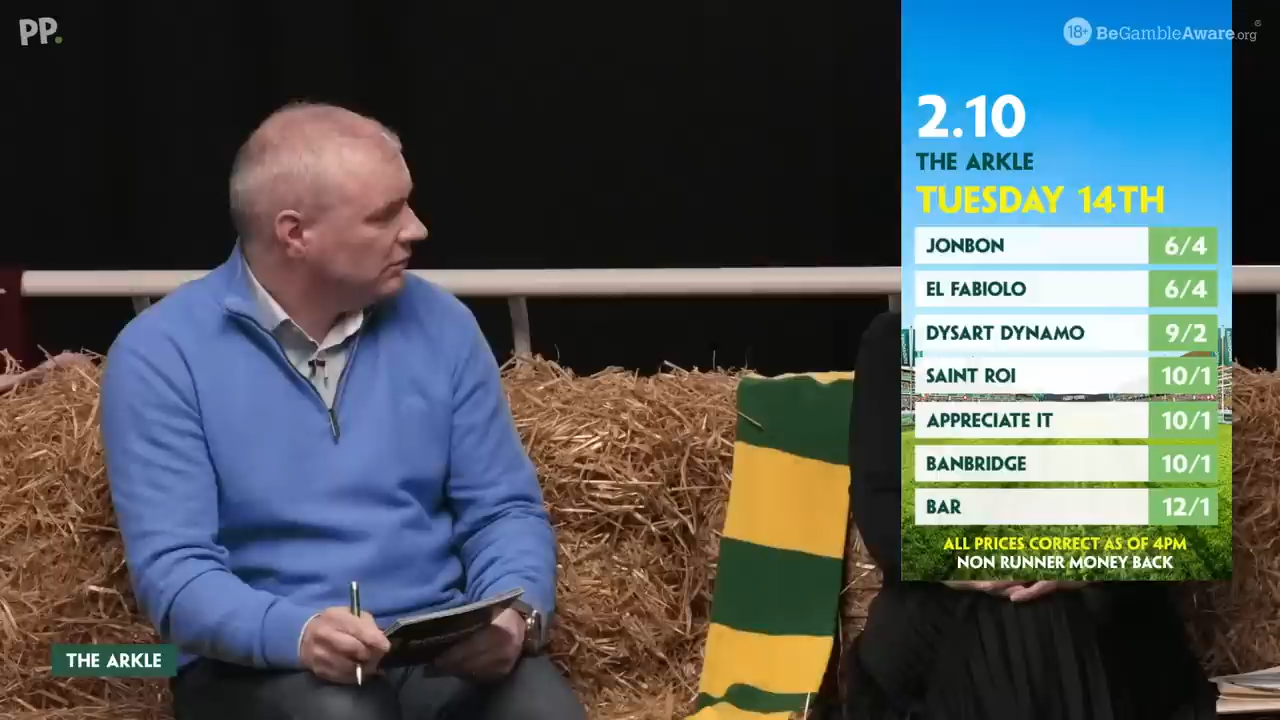 PP.
18+ BeGambleAware.org
2.10
THE ARKLE
TUESDAY 14TH
JONBON 6/4
EL FABIOLO 6/4
DYSART DYNAMO 9/2
SAINT ROI 10/1
APPRECIATE IT 10/1
BANBRIDGE 10/1
BAR 12/1
ALL PRICES CORRECT AS OF 4PM
NON RUNNER MONEY BACK
THE ARKLE